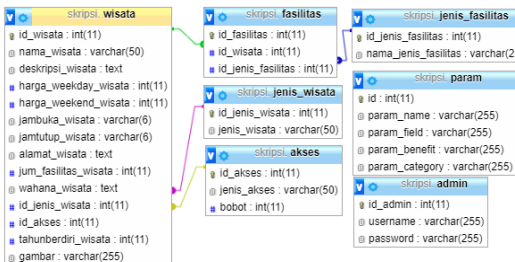 skripsi. wisata
id_wisata : int(11)
nama_wisata : varchar(50)
deskripsi_wisata : text
harga_weekday_wisata : int(11)
harga_weekend_wisata : int(11)
jambuka_wisata : varchar(6)
jamtutup_wisata : varchar(6)
alamat_wisata : text
jum_fasilitas_wisata : int(11)
wahana_wisata : text
id_jenis_wisata : int(11)
id_akses : int(11)
tahunberdiri_wisata : int(11)
gambar : varchar(255)
skripsi. fasilitas
id_fasilitas : int(11)
id_wisata : int(11)
id_jenis_fasilitas : int(11)
skripsi. jenis_wisata
id_jenis_wisata : int(11)
jenis_wisata : varchar(50)
skripsi. akses
id_akses : int(11)
jenis_akses : varchar(50)
bobot : int(11)
skripsi. jenis_fasilitas
id_jenis_fasilitas : int(11)
nama_jenis_fasilitas : varchar(2
skripsi. param
id : int(11)
param_name : varchar(255)
param_field : varchar(255)
param_benefit : varchar(255)
param_category : varchar(255)
skripsi. admin
id_admin : int(11)
username : varchar(255)
password : varchar(255)